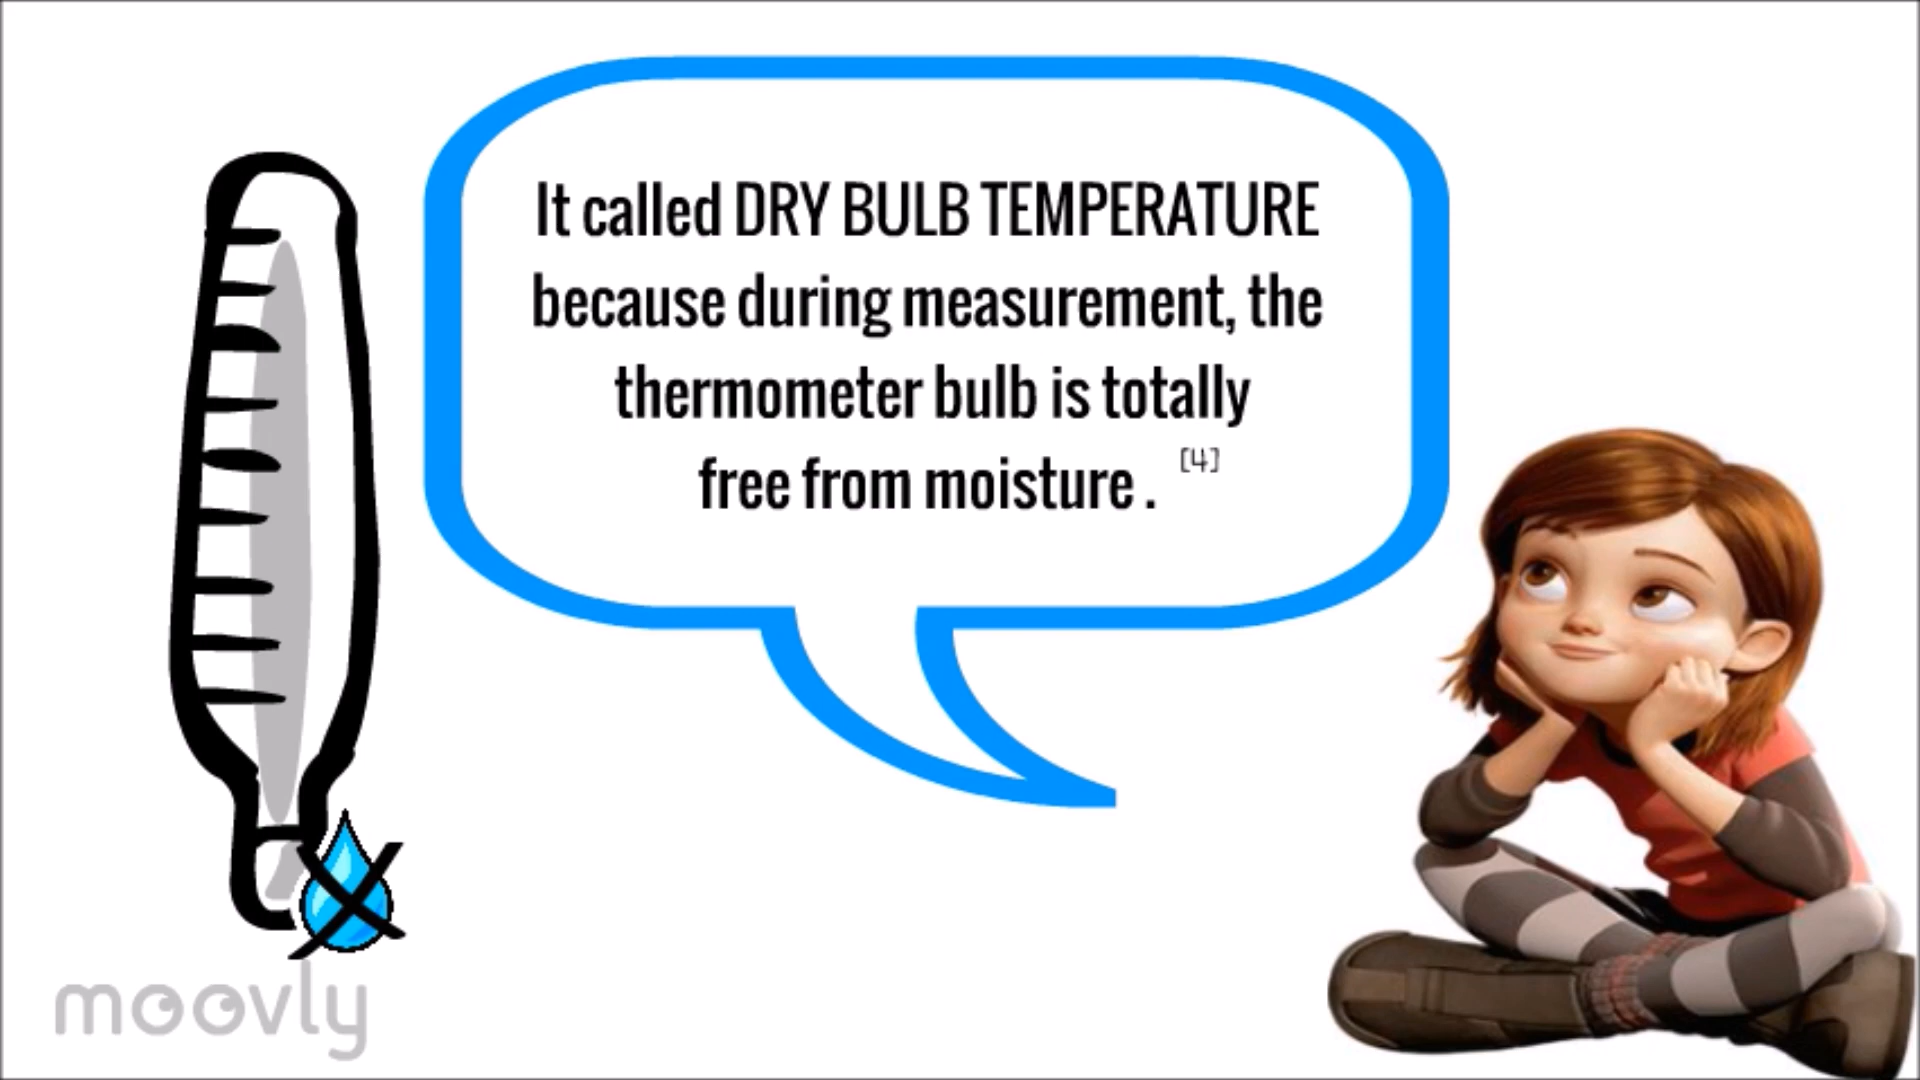 It called DRY BULB TEMPERATURE
because during measurement, the
thermometer bulb is totally
free from moisture . [4]
moovly